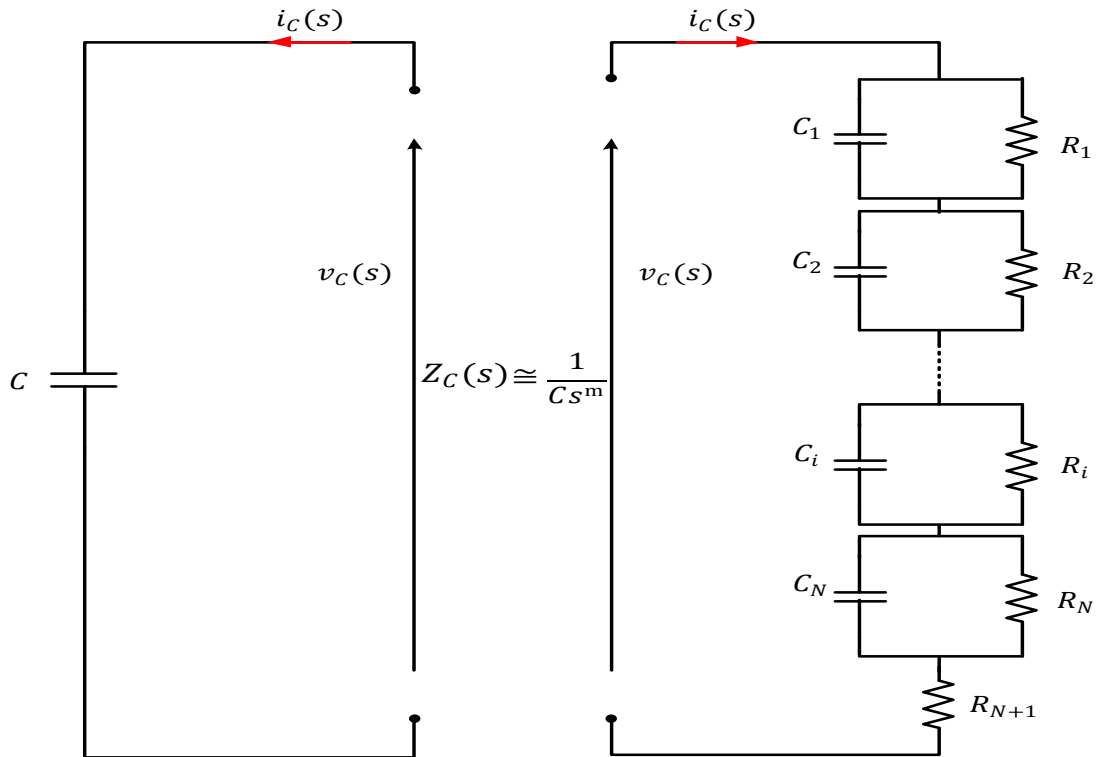 i_C(s)
i_C(s)
C_1
R_1
C_2
R_2
v_C(s)
v_C(s)
C
Z_C(s)≅ 1/Cs^m
C_i
R_i
C_N
R_N
R_{N+1}